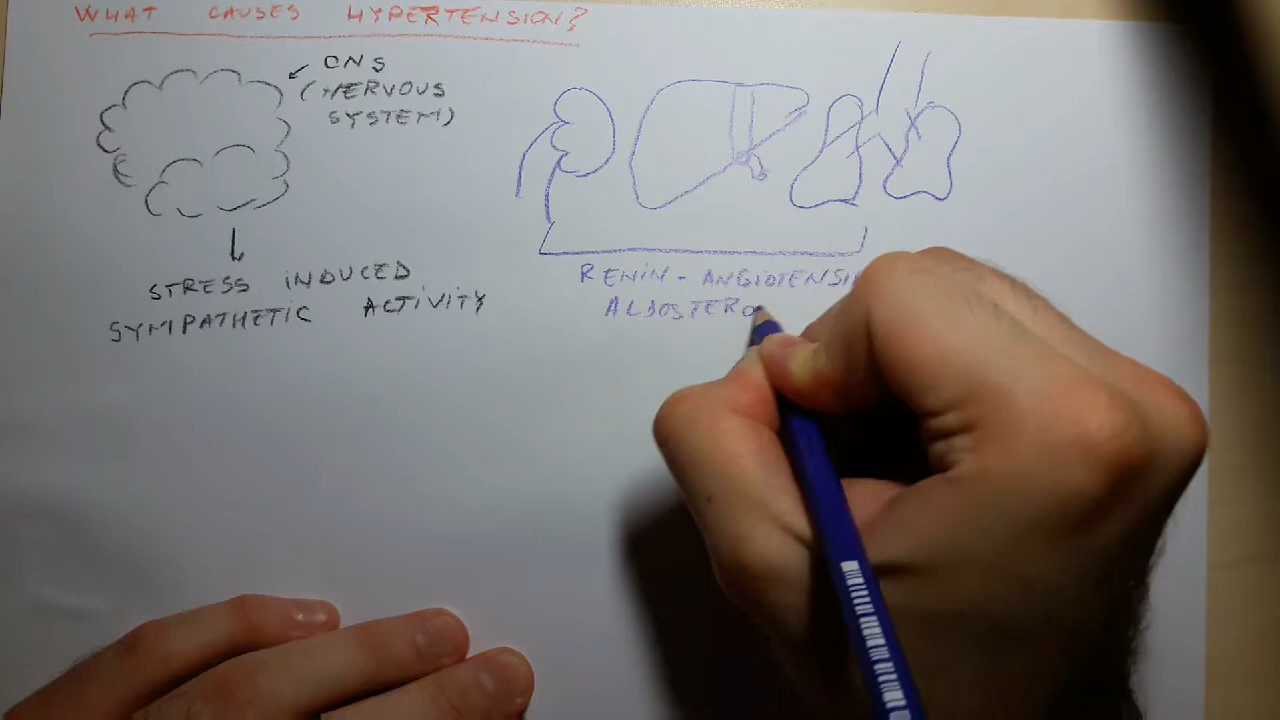 WHAT CAUSES HYPERTENSION?
CNS
(NERVOUS
SYSTEM)
STRESS INDUCED
SYMPATHETIC ACTIVITY
RENIN - ANGIOTENSI
ALDOSTERO